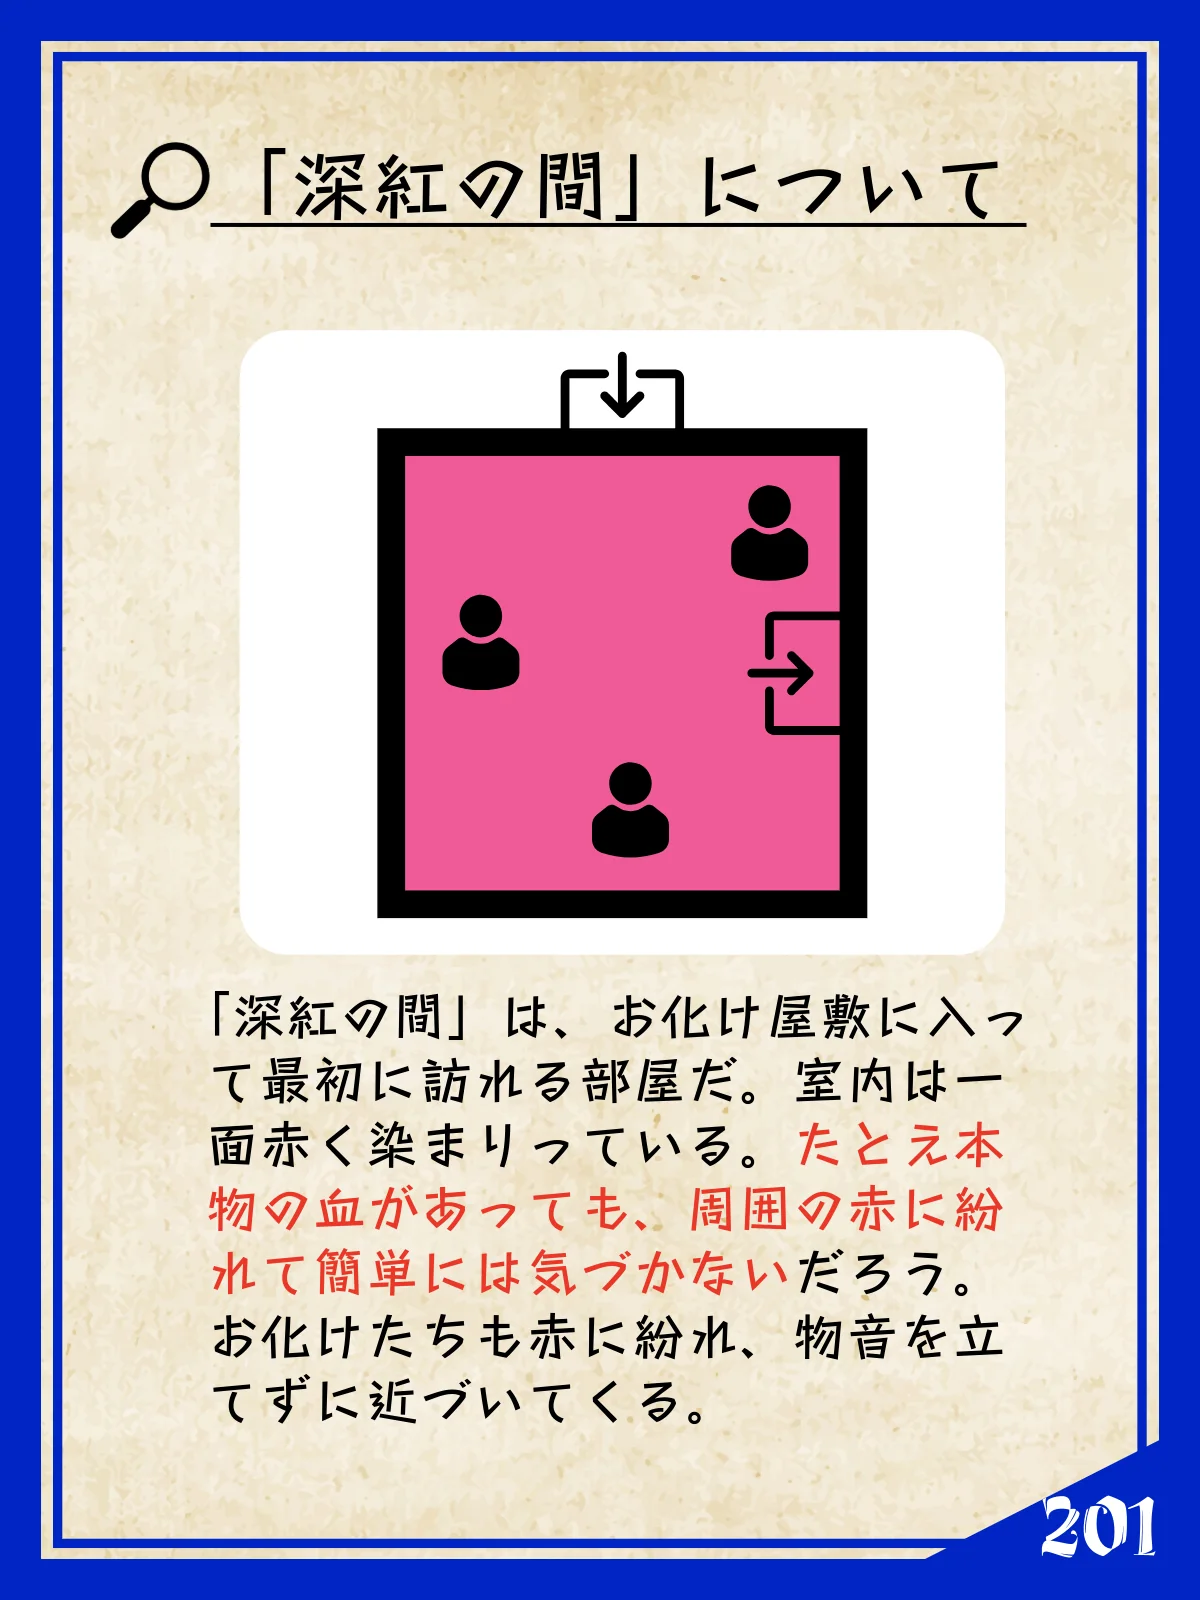 「深紅の間」について
「深紅の間」は、お化け屋敷に入っ
て最初に訪れる部屋だ。室内は一
面赤く染まりっている。たとえ本
物の血があっても、周囲の赤に紛
れて簡単には気づかないだろう。
お化けたちも赤に紛れ、物音を立
てずに近づいてくる。
201